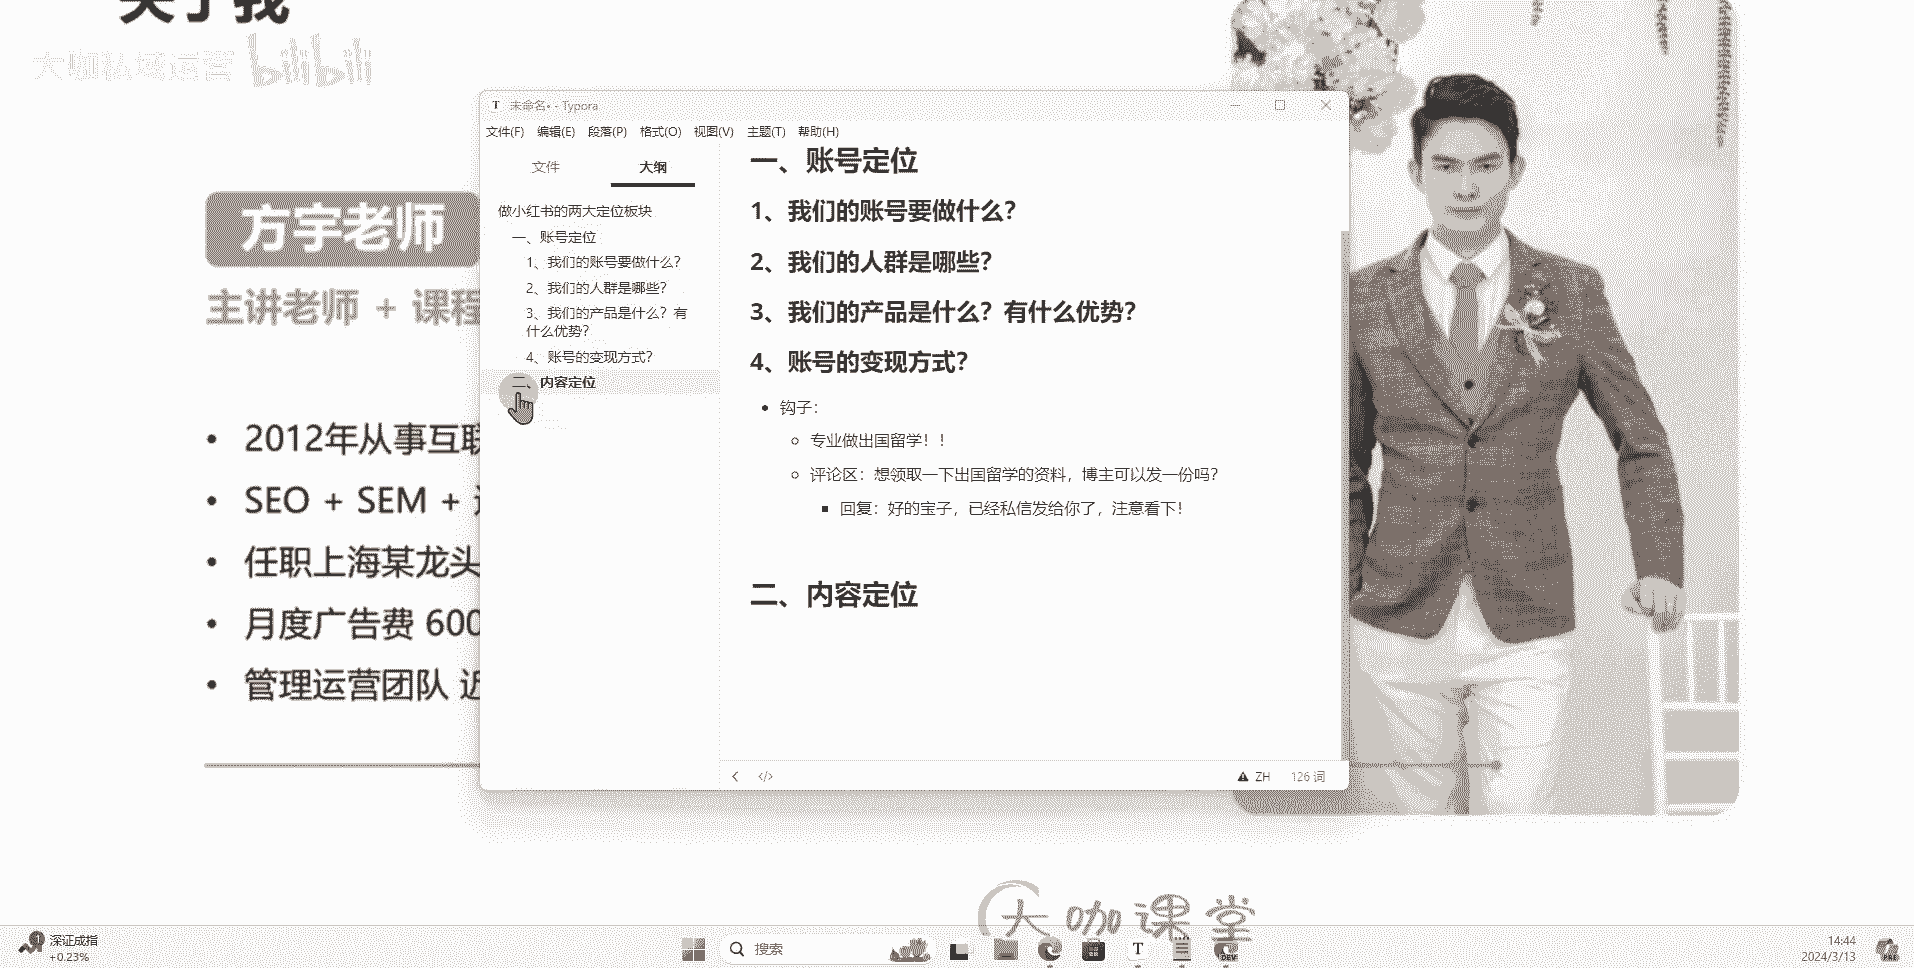 关于我
大咖私域运营 bilibili
方宇老师
主讲老师 + 课程
2012年从事互联
SEO + SEM +
任职上海某龙头
月度广告费 600
管理运营团队 近
未命名• - Typora
文件(F) 编辑(E) 段落(P) 格式(O) 视图(V) 主题(T) 帮助(H)
文件 大纲
做小红书的两大定位板块
一、账号定位
1、我们的账号要做什么？
2、我们的人群是哪些？
3、我们的产品是什么？有
什么优势？
4、账号的变现方式？
二、内容定位
一、账号定位
1、我们的账号要做什么？
2、我们的人群是哪些？
3、我们的产品是什么？有什么优势？
4、账号的变现方式？
钩子：
专业做出国留学！！
评论区：想领取一下出国留学的资料，博主可以发一份吗？
回复：好的宝子，已经私信发给你了，注意看下！
二、内容定位
ZH 126 词
大咖课堂
深证成指
+0.23%
搜索
DEV
14:44
2024/3/13
PRE